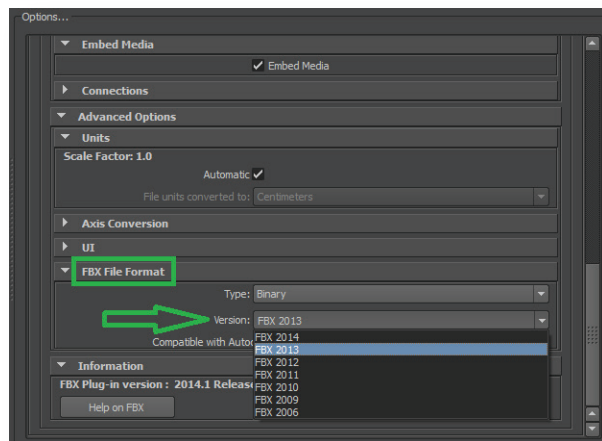 Options...
Embed Media
Embed Media
Connections
Advanced Options
Units
Scale Factor: 1.0
Automatic
File units converted to: Centimeters
Axis Conversion
UI
FBX File Format
Type: Binary
Version: FBX 2013
Compatible with Autod
FBX 2014
FBX 2013
FBX 2012
Information
FBX 2011
FBX Plug-in version : 2014.1 Release
FBX 2010
FBX 2009
Help on FBX
FBX 2006